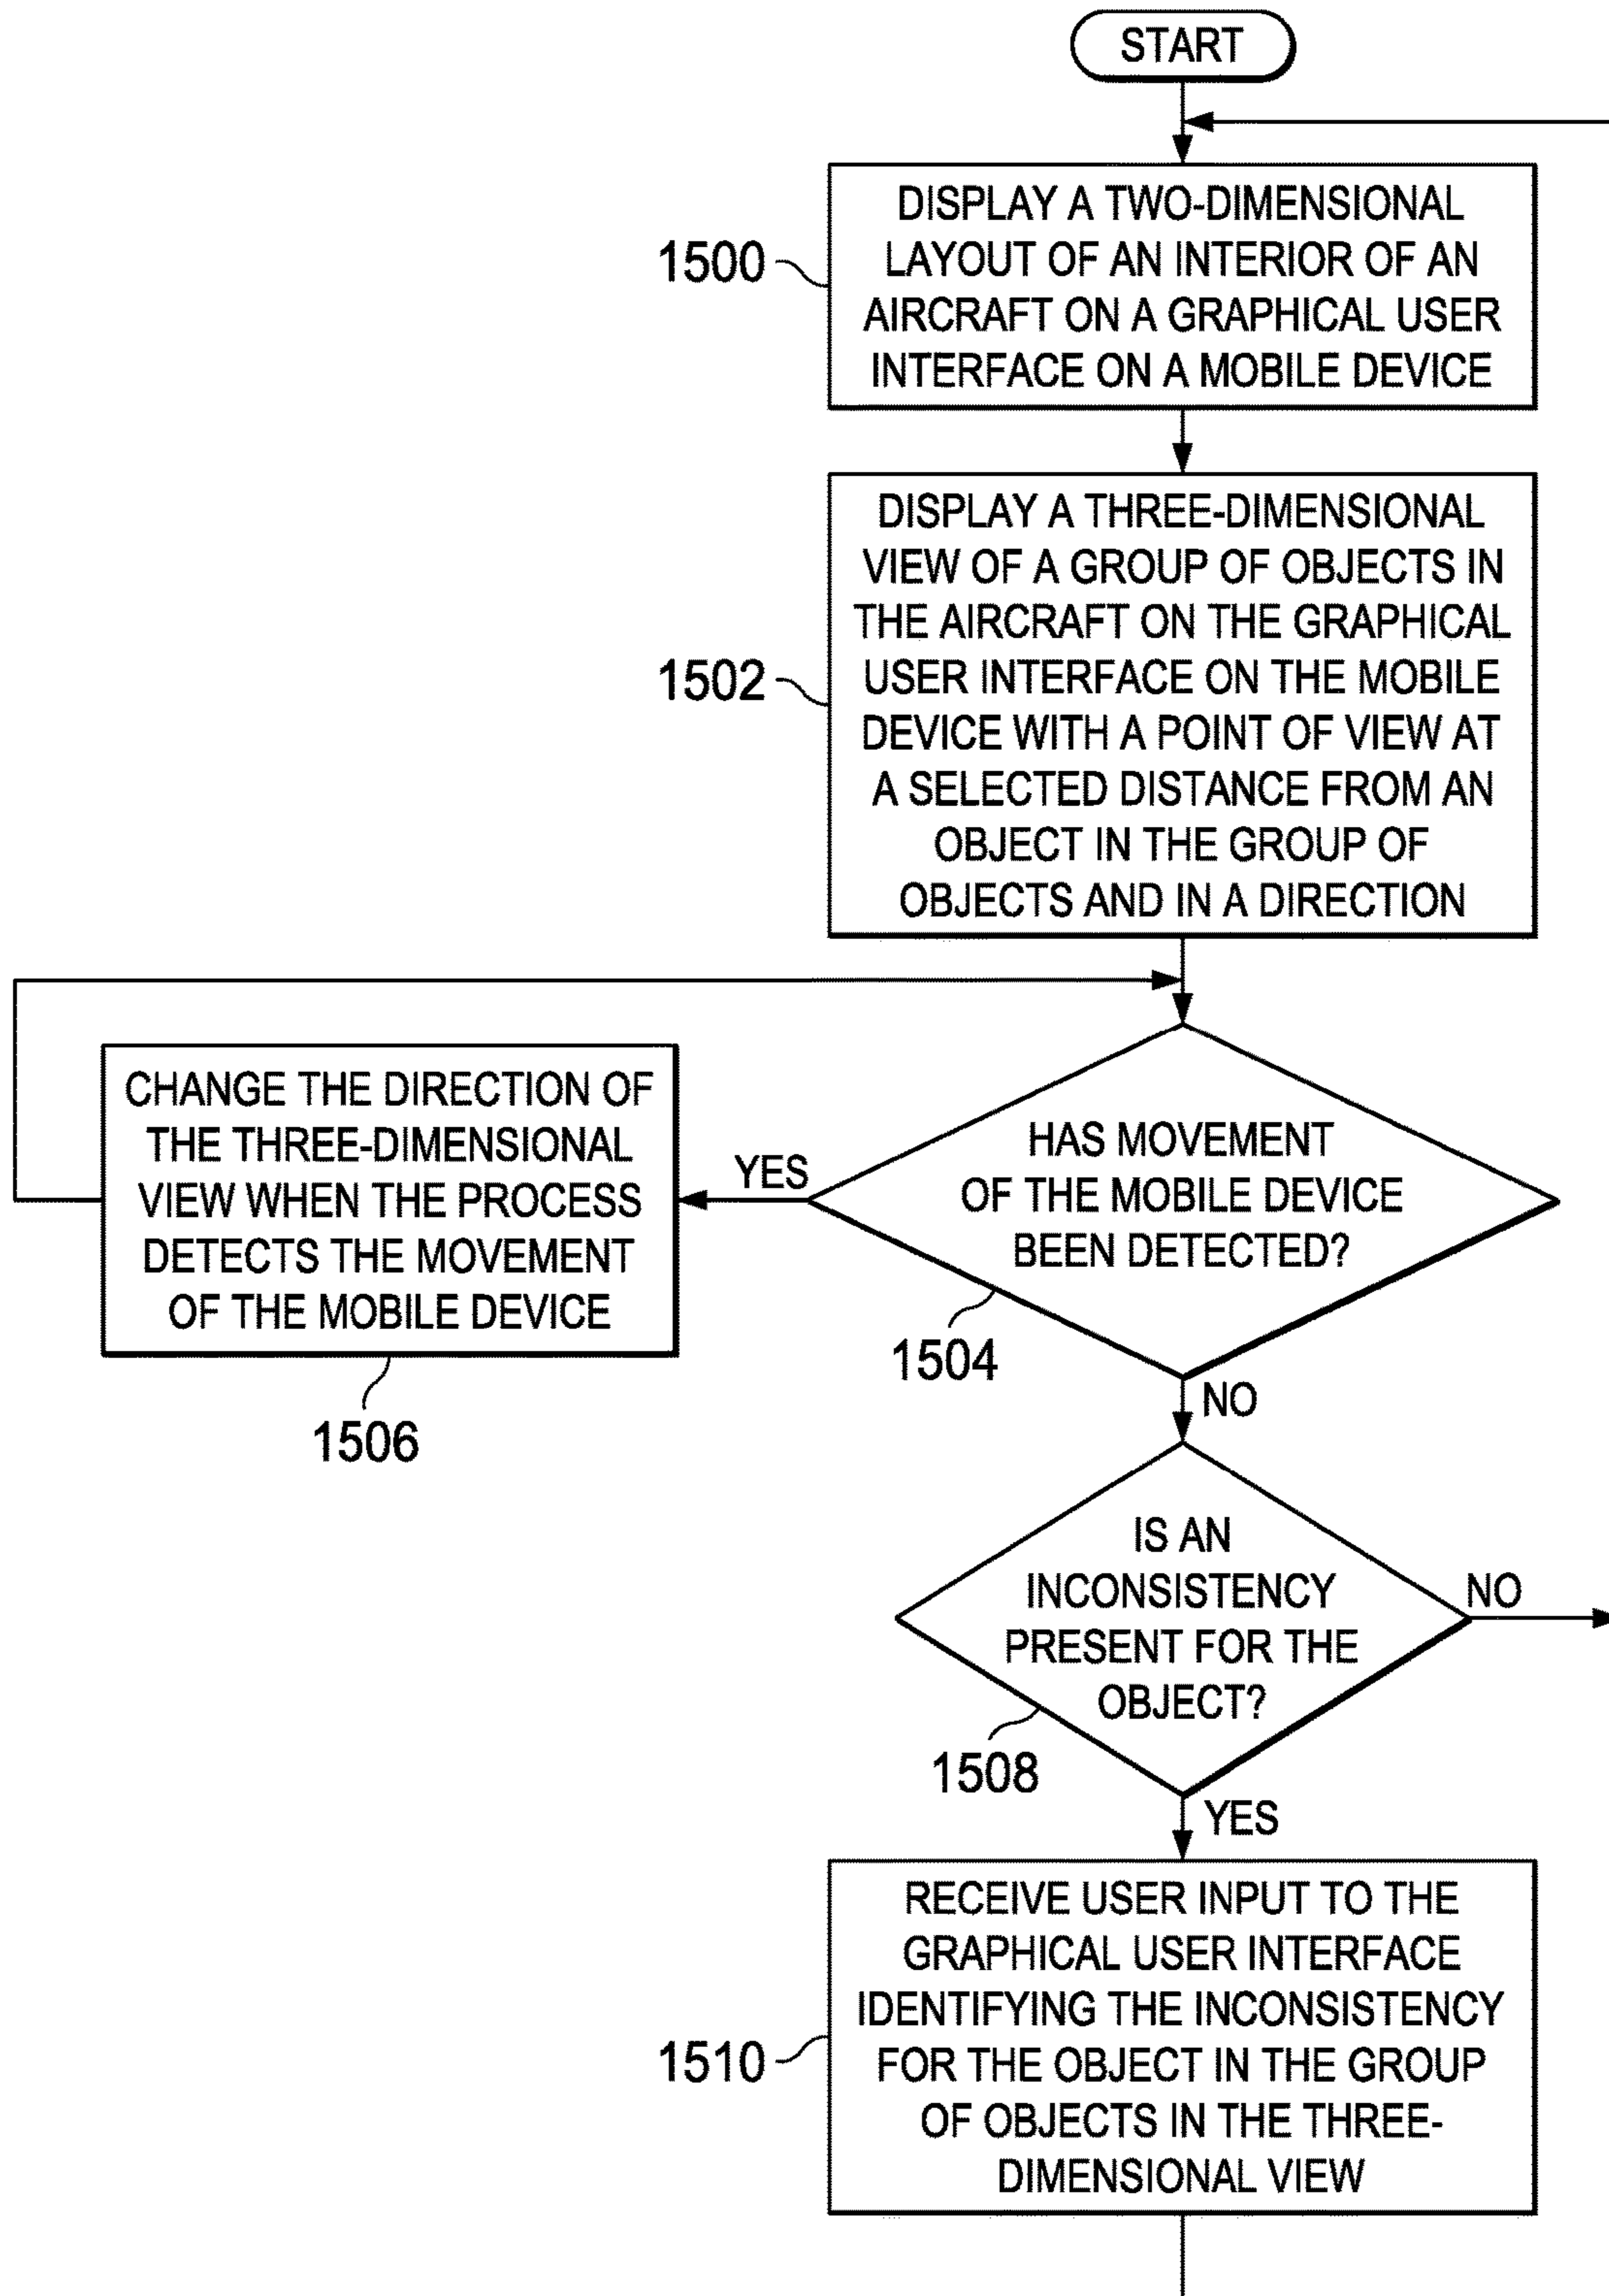 START
DISPLAY A TWO-DIMENSIONAL
LAYOUT OF AN INTERIOR OF AN
AIRCRAFT ON A GRAPHICAL USER
INTERFACE ON A MOBILE DEVICE
1500
DISPLAY A THREE-DIMENSIONAL
VIEW OF A GROUP OF OBJECTS IN
THE AIRCRAFT ON THE GRAPHICAL
USER INTERFACE ON THE MOBILE
DEVICE WITH A POINT OF VIEW AT
A SELECTED DISTANCE FROM AN
OBJECT IN THE GROUP OF
OBJECTS AND IN A DIRECTION
1502
HAS MOVEMENT
OF THE MOBILE DEVICE
BEEN DETECTED?
1504
YES
CHANGE THE DIRECTION OF
THE THREE-DIMENSIONAL
VIEW WHEN THE PROCESS
DETECTS THE MOVEMENT
OF THE MOBILE DEVICE
1506
NO
IS AN
INCONSISTENCY
PRESENT FOR THE
OBJECT?
1508
NO
YES
RECEIVE USER INPUT TO THE
GRAPHICAL USER INTERFACE
IDENTIFYING THE INCONSISTENCY
FOR THE OBJECT IN THE GROUP
OF OBJECTS IN THE THREE-
DIMENSIONAL VIEW
1510